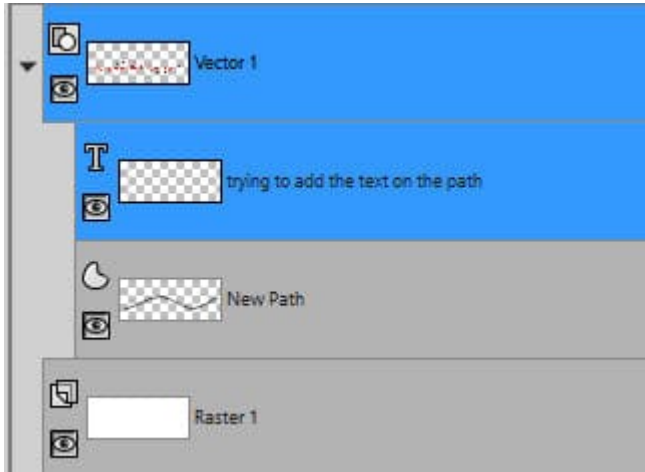 Vector 1
trying to add the text on the path
New Path
Raster 1